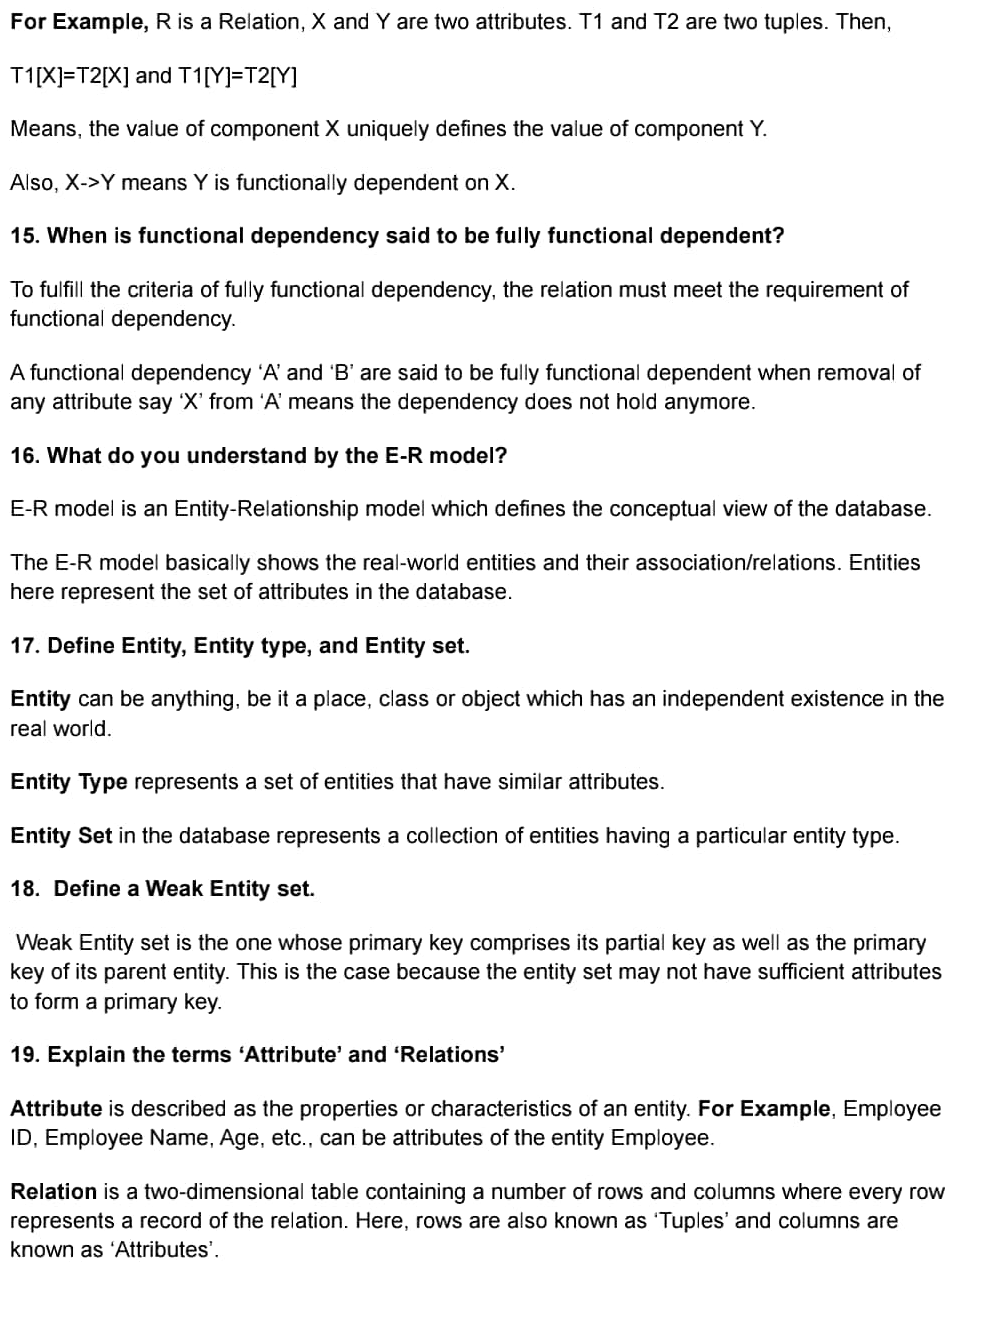 For Example, R is a Relation, X and Y are two attributes. T1 and T2 are two tuples. Then,
T1[X]=T2[X] and T1[Y]=T2[Y]
Means, the value of component X uniquely defines the value of component Y.
Also, X->Y means Y is functionally dependent on X.
15. When is functional dependency said to be fully functional dependent?
To fulfill the criteria of fully functional dependency, the relation must meet the requirement of
functional dependency.
A functional dependency ‘A’ and ‘B’ are said to be fully functional dependent when removal of
any attribute say ‘X’ from ‘A’ means the dependency does not hold anymore.
16. What do you understand by the E-R model?
E-R model is an Entity-Relationship model which defines the conceptual view of the database.
The E-R model basically shows the real-world entities and their association/relations. Entities
here represent the set of attributes in the database.
17. Define Entity, Entity type, and Entity set.
Entity can be anything, be it a place, class or object which has an independent existence in the
real world.
Entity Type represents a set of entities that have similar attributes.
Entity Set in the database represents a collection of entities having a particular entity type.
18.  Define a Weak Entity set.
Weak Entity set is the one whose primary key comprises its partial key as well as the primary
key of its parent entity. This is the case because the entity set may not have sufficient attributes
to form a primary key.
19. Explain the terms ‘Attribute’ and ‘Relations’
Attribute is described as the properties or characteristics of an entity. For Example, Employee
ID, Employee Name, Age, etc., can be attributes of the entity Employee.
Relation is a two-dimensional table containing a number of rows and columns where every row
represents a record of the relation. Here, rows are also known as ‘Tuples’ and columns are
known as ‘Attributes’.